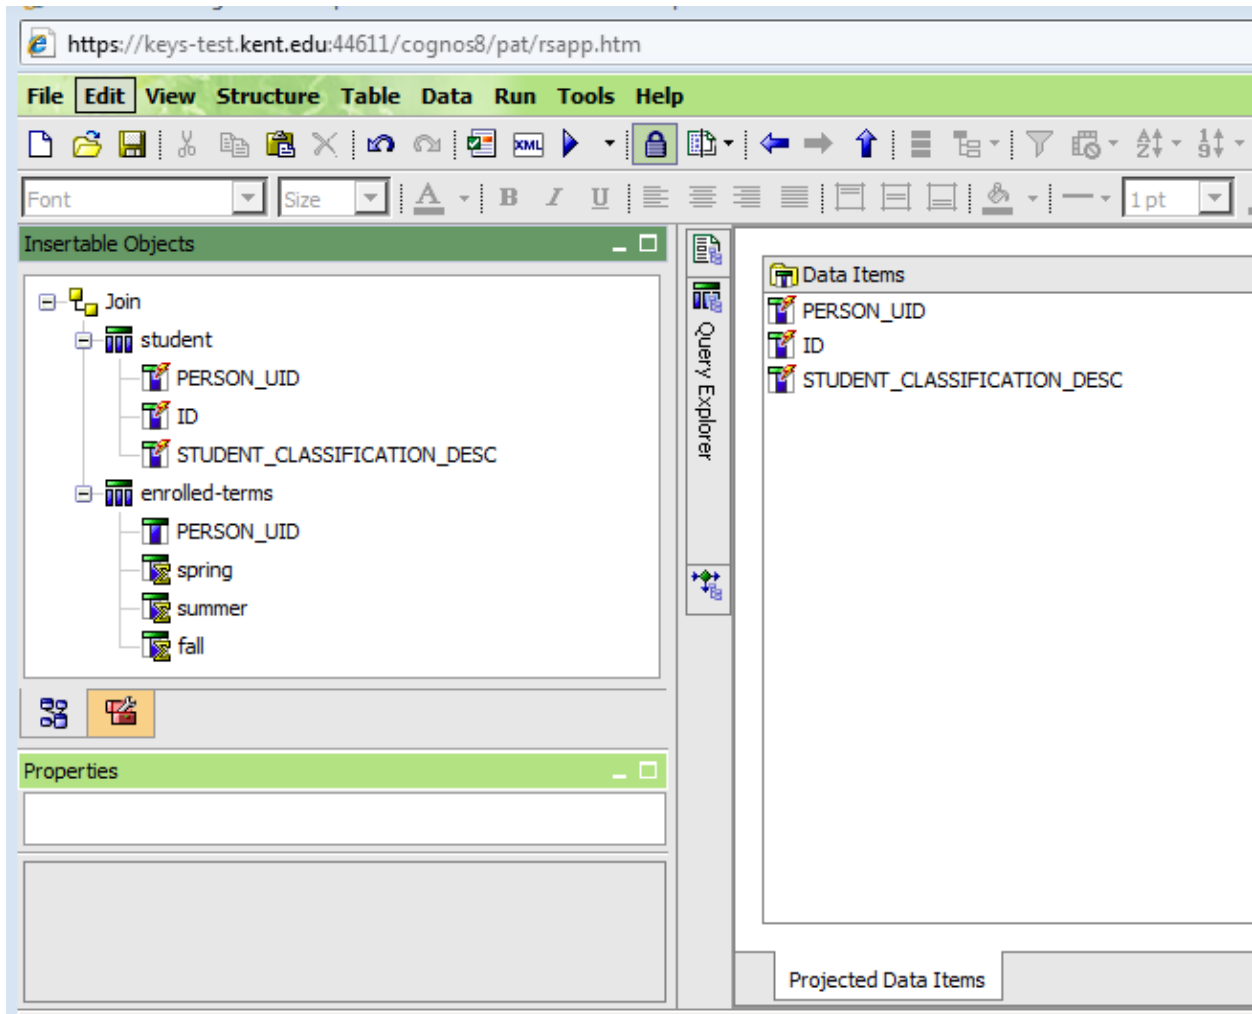 https://keys-test.kent.edu:44611/cognos8/pat/rsapp.htm
File Edit View Structure Table Data Run Tools Help
XML
A Z 1 9
Font Size A B I U 1 pt
Insertable Objects
Join
student
PERSON_UID
ID
STUDENT_CLASSIFICATION_DESC
enrolled-terms
PERSON_UID
spring
summer
fall
Properties
Query Explorer
Data Items
PERSON_UID
ID
STUDENT_CLASSIFICATION_DESC
Projected Data Items